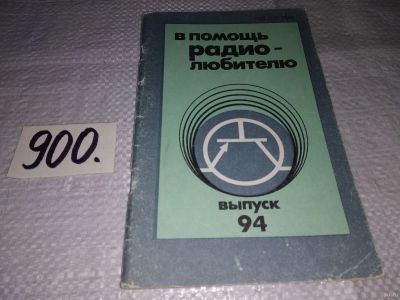 900.
в помощь
радио-
любителю
выпуск
94